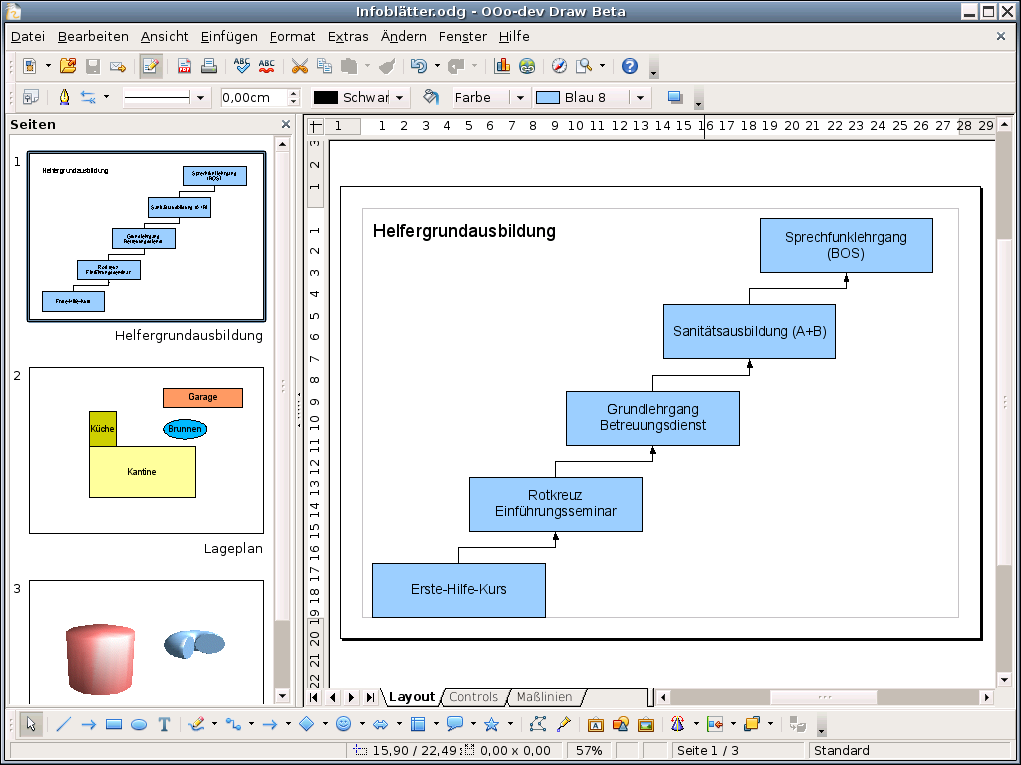 Infoblätter.odg - OOo-dev Draw Beta
Datei Bearbeiten Ansicht Einfügen Format Extras Ändern Fenster Hilfe
ABC ABC
0,00cm Schwar Farbe Blau 8
Seiten
1 1 2 3 4 5 6 7 8 9 10 11 12 13 14 15 16 17 18 19 20 21 22 23 24 25 26 27 28 29
3
2
1
1
2
3
4
5
6
7
8
9
10
11
12
13
14
15
16
17
18
19
20
21
22
1
Helfergrundausbildung
Sprechfunklehrgang
(BOS)
Sanitätsausbildung (A+B)
Grundlehrgang
Betreuungsdienst
Rotkreuz
Einführungsseminar
Erste-Hilfe-Kurs
Helfergrundausbildung
2
Garage
Küche
Brunnen
Kantine
Lageplan
3
Helfergrundausbildung
Sprechfunklehrgang
(BOS)
Sanitätsausbildung (A+B)
Grundlehrgang
Betreuungsdienst
Rotkreuz
Einführungsseminar
Erste-Hilfe-Kurs
Layout Controls Maßlinien
15,90 / 22,49 0,00 x 0,00 57% Seite 1 / 3 Standard